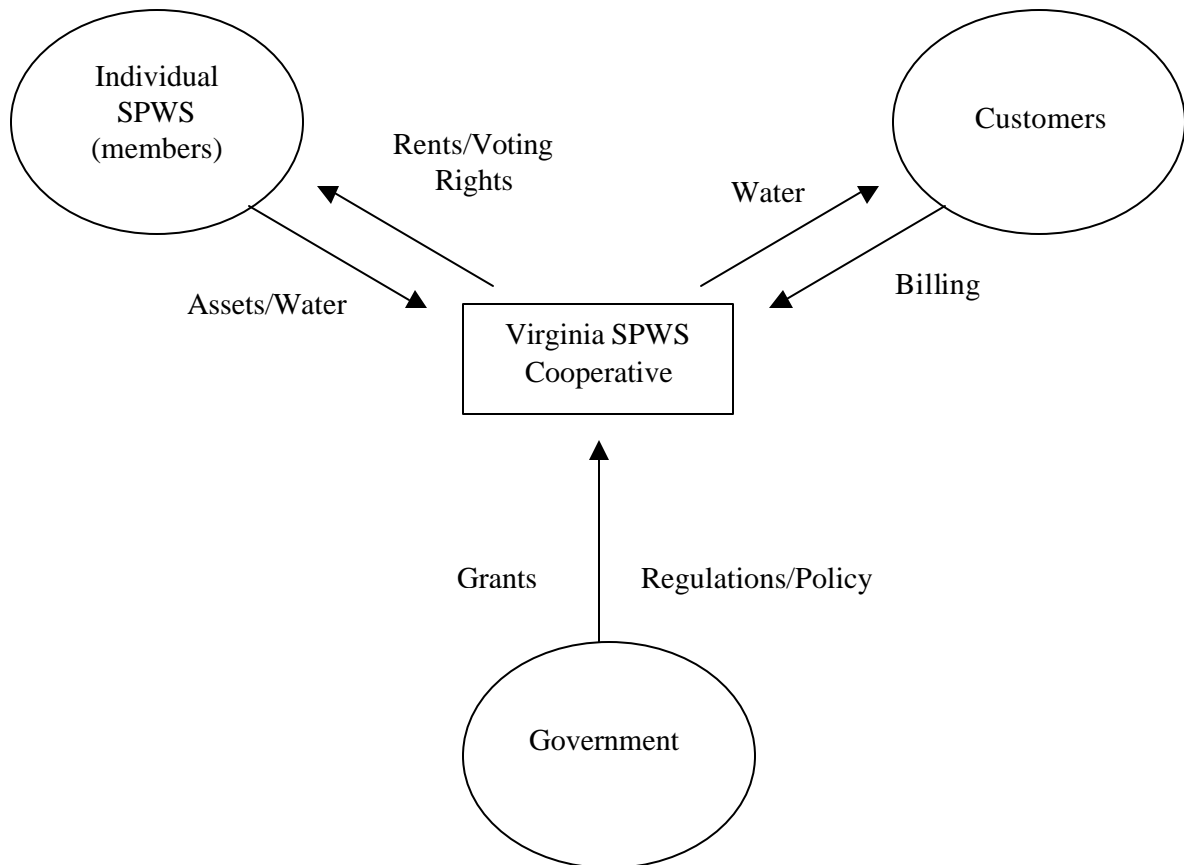 Individual
SPWS
(members)
Customers
Rents/Voting
Rights
Water
Assets/Water
Billing
Virginia SPWS
Cooperative
Grants
Regulations/Policy
Government